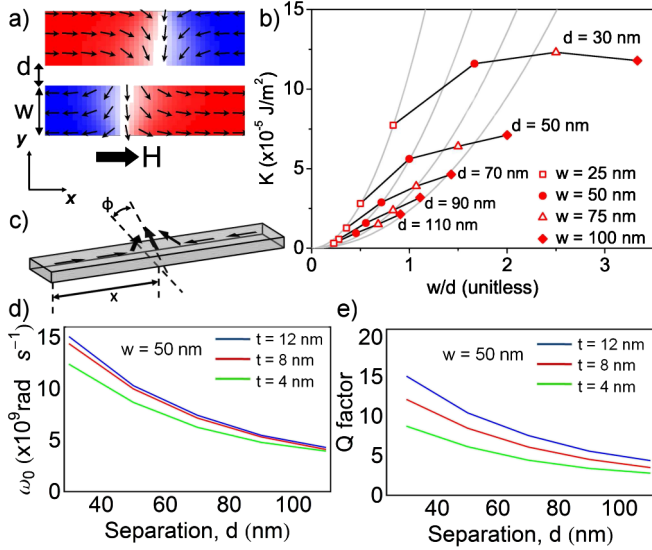 a)
d
w
y
x
H
b)
K (x10⁻⁵ J/m²)
15
10
5
0
0
1
2
3
w/d (unitless)
d = 30 nm
d = 50 nm
d = 70 nm
d = 90 nm
d = 110 nm
w = 25 nm
w = 50 nm
w = 75 nm
w = 100 nm
c)
ϕ
x
d)
ω₀ (x10⁹rad s⁻¹)
15
10
5
0
w = 50 nm
t = 12 nm
t = 8 nm
t = 4 nm
40
60
80
100
Separation, d (nm)
e)
Q factor
20
15
10
5
0
w = 50 nm
t = 12 nm
t = 8 nm
t = 4 nm
40
60
80
100
Separation, d (nm)